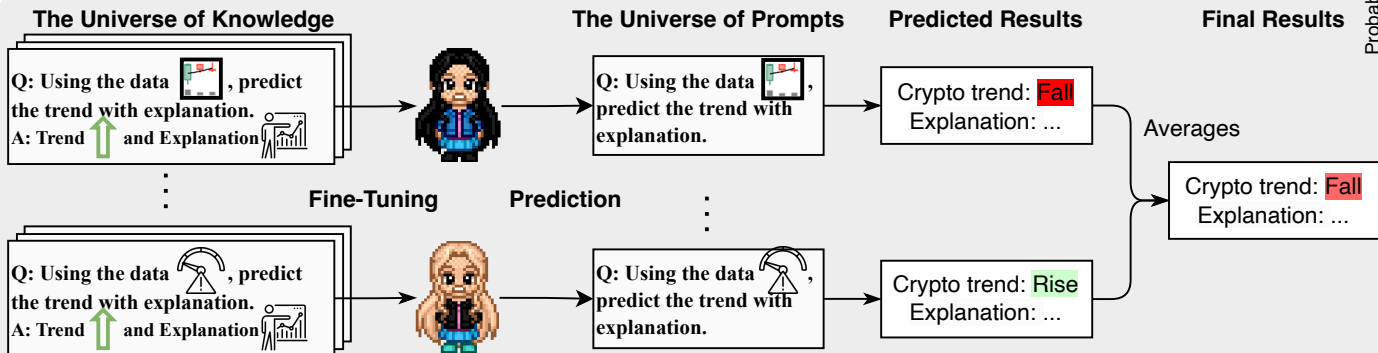 The Universe of Knowledge
The Universe of Prompts
Predicted Results
Final Results
Q: Using the data , predict
the trend with explanation.
A: Trend and Explanation
Q: Using the data ,
predict the trend with
explanation.
Crypto trend: Fall
Explanation: ...
Averages
Crypto trend: Fall
Explanation: ...
Fine-Tuning
Prediction
Q: Using the data , predict
the trend with explanation.
A: Trend and Explanation
Q: Using the data ,
predict the trend with
explanation.
Crypto trend: Rise
Explanation: ...